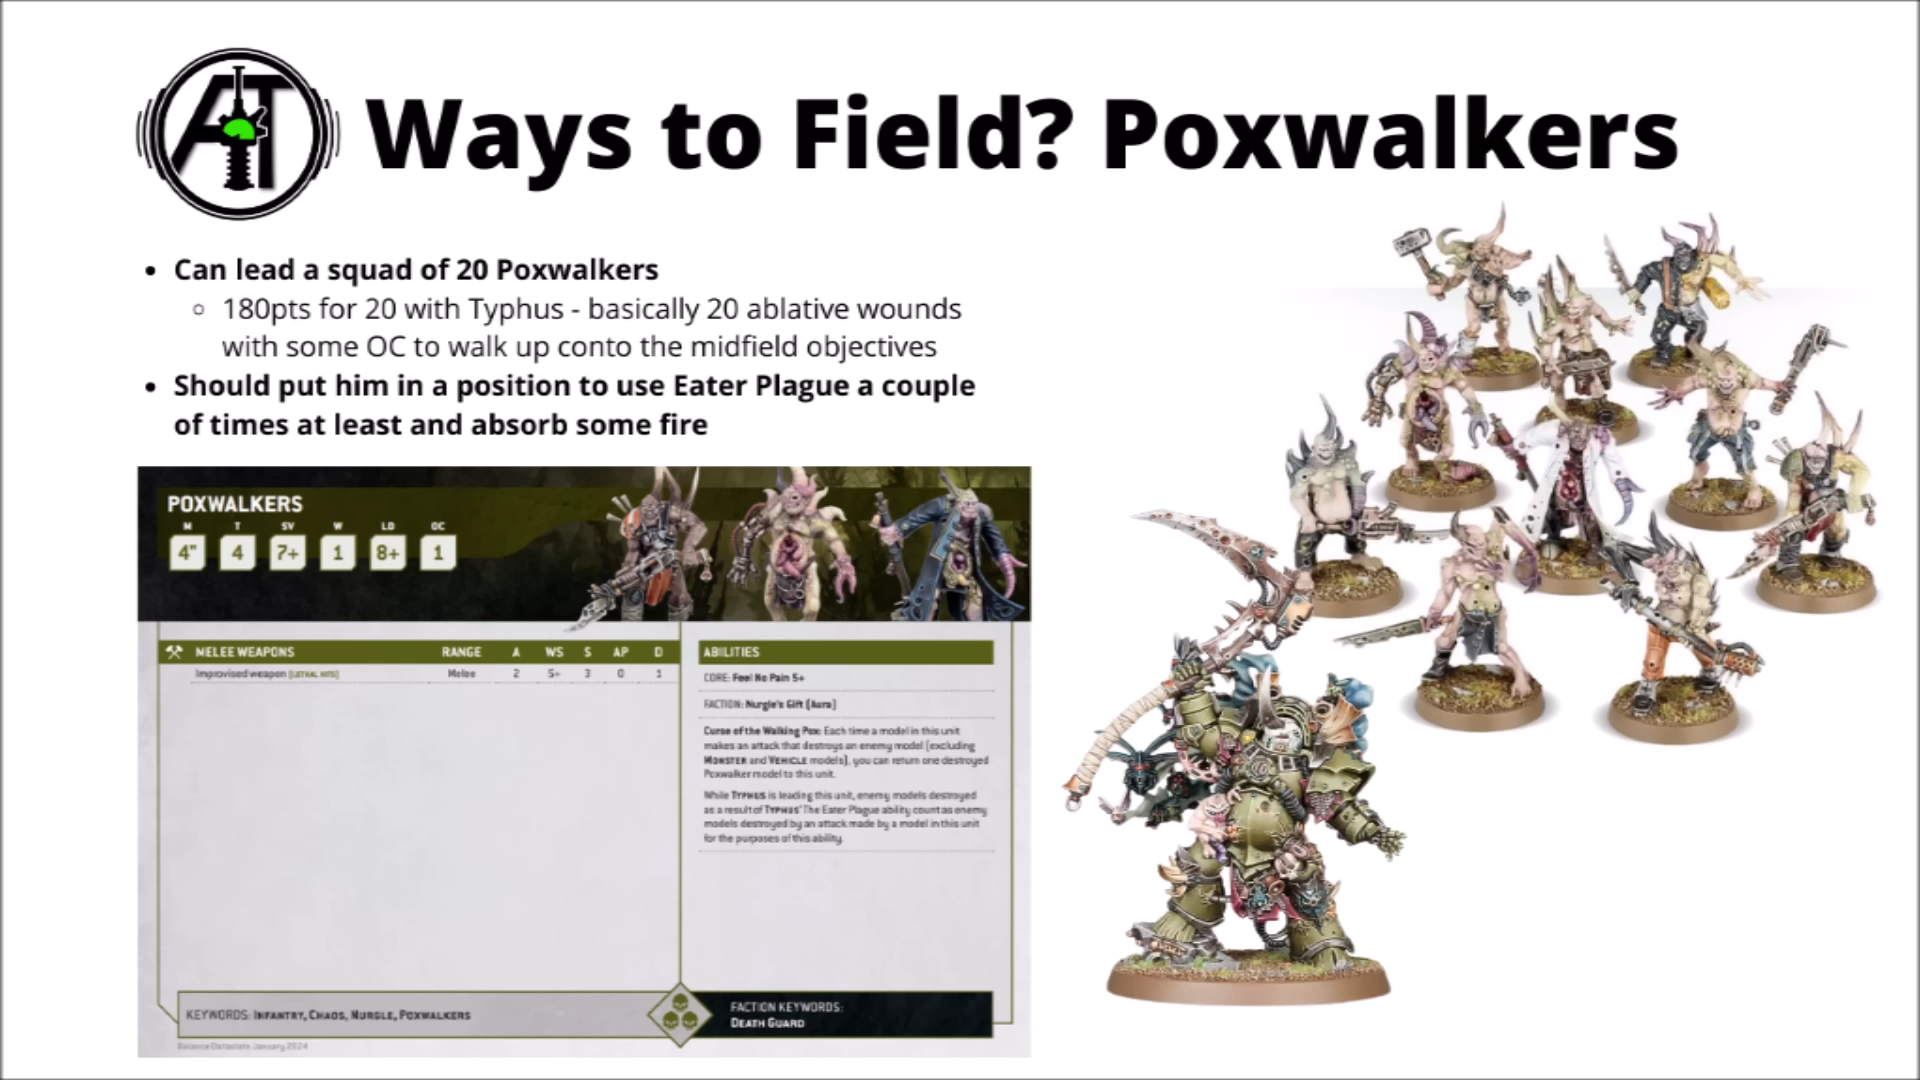 AT
Ways to Field? Poxwalkers
• Can lead a squad of 20 Poxwalkers
○ 180pts for 20 with Typhus - basically 20 ablative wounds
with some OC to walk up conto the midfield objectives
• Should put him in a position to use Eater Plague a couple
of times at least and absorb some fire
POXWALKERS
M T SV W LD OC
4" 4 7+ 1 8+ 1
MELEE WEAPONS RANGE A WS S AP D
Improvised weapon [LETHAL HITS] Melee 2 5+ 3 0 1
ABILITIES
CORE: Feel No Pain 5+
FACTION: Nurgle's Gift (Aura)
Curse of the Walking Pox: Each time a model in this unit
makes an attack that destroys an enemy model (excluding
MONSTER and VEHICLE models), you can return one destroyed
Poxwalker model to this unit.
While TYPHUS is leading this unit, enemy models destroyed
as a result of TYPHUS' The Eater Plague ability count as enemy
models destroyed by an attack made by a model in this unit
for the purposes of this ability.
KEYWORDS: INFANTRY, CHAOS, NURGLE, POXWALKERS
FACTION KEYWORDS:
DEATH GUARD
Balance Dataslate January 2024